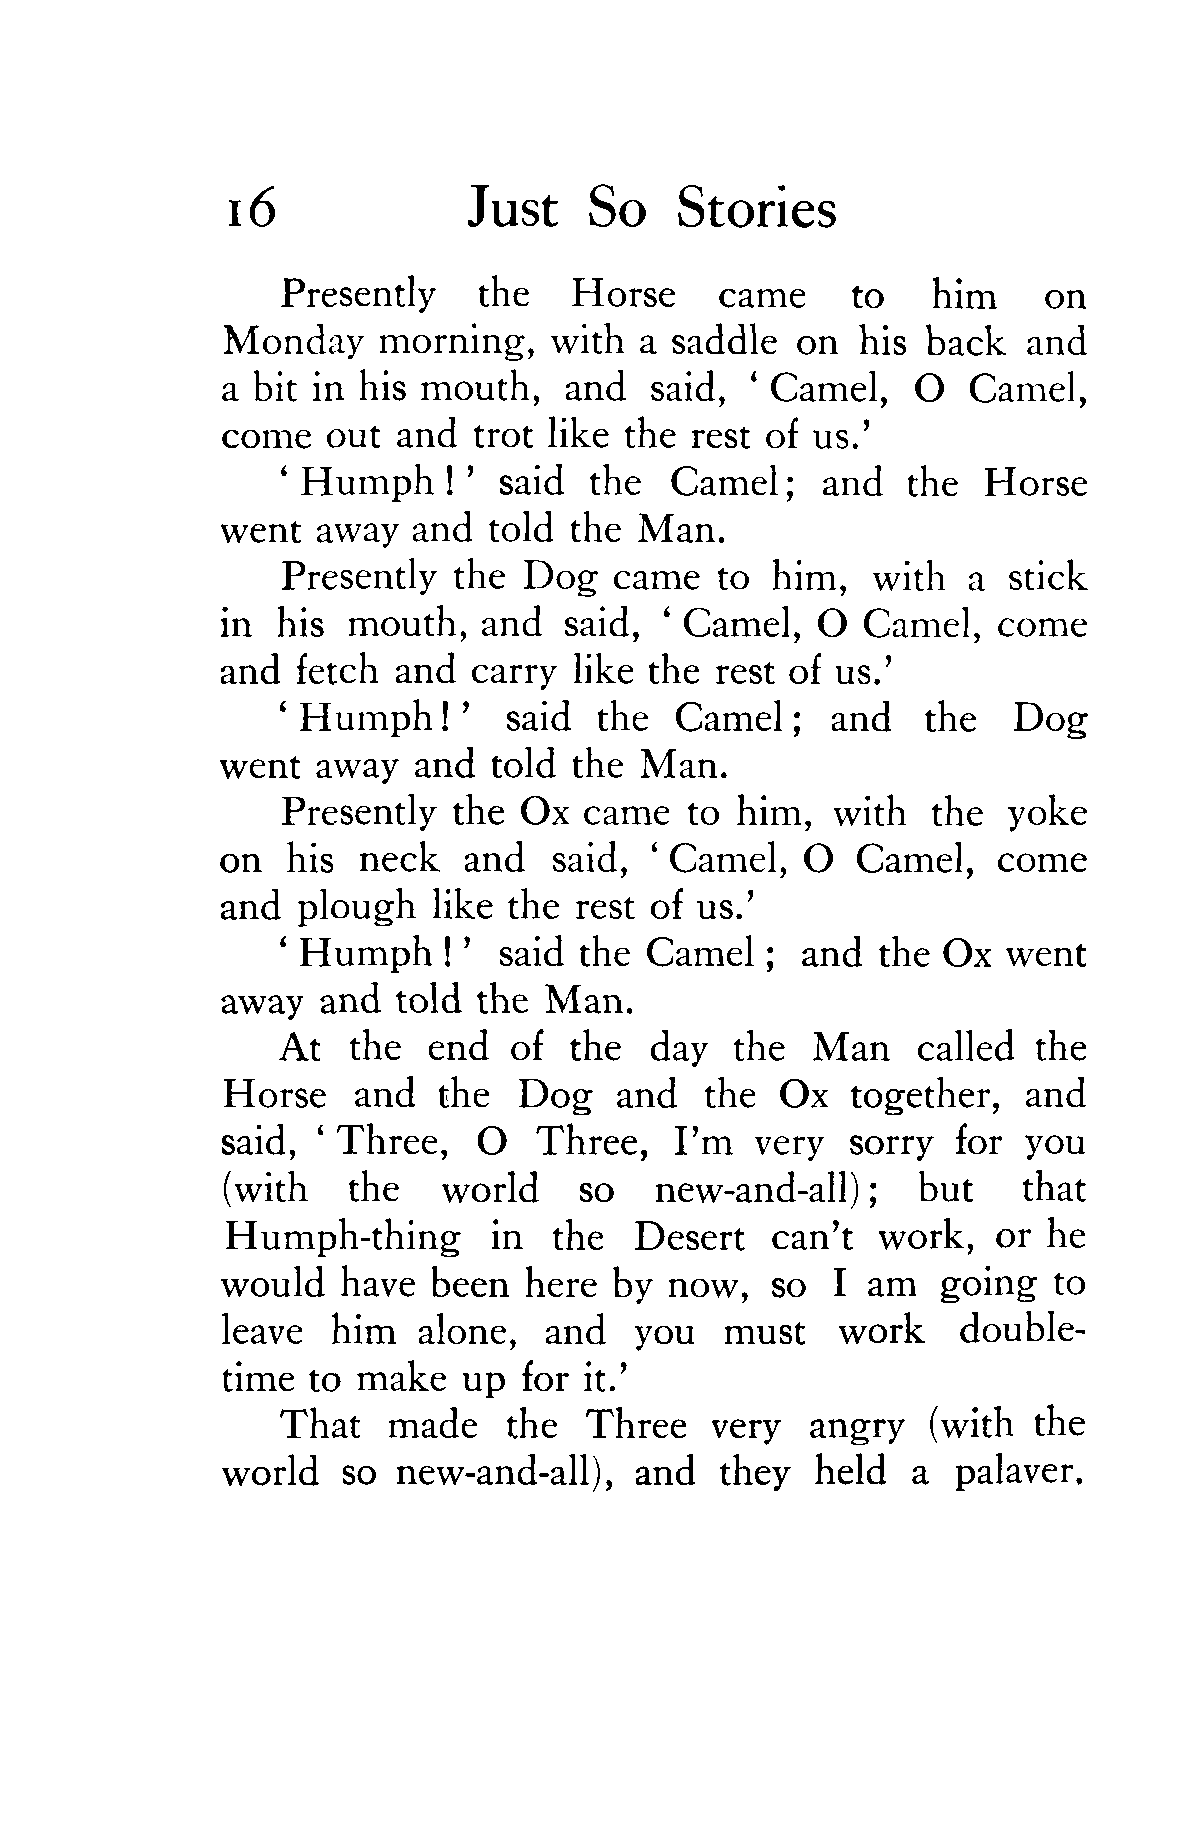 16 Just So Stories
Presently the Horse came to him on
Monday morning, with a saddle on his back and
a bit in his mouth, and said, ‘ Camel, O Camel,
come out and trot like the rest of us.’
‘ Humph ! ’ said the Camel; and the Horse
went away and told the Man.
Presently the Dog came to him, with a stick
in his mouth, and said, ‘ Camel, O Camel, come
and fetch and carry like the rest of us.’
‘ Humph! ’ said the Camel ; and the Dog
went away and told the Man.
Presently the Ox came to him, with the yoke
on his neck and said, ‘ Camel, O Camel, come
and plough like the rest of us.’
‘ Humph ! ’ said the Camel ; and the Ox went
away and told the Man.
At the end of the day the Man called the
Horse and the Dog and the Ox together, and
said, ‘ Three, O Three, I’m very sorry for you
(with the world so new-and-all) ; but that
Humph-thing in the Desert can’t work, or he
would have been here by now, so I am going to
leave him alone, and you must work double-
time to make up for it.’
That made the Three very angry (with the
world so new-and-all), and they held a palaver.